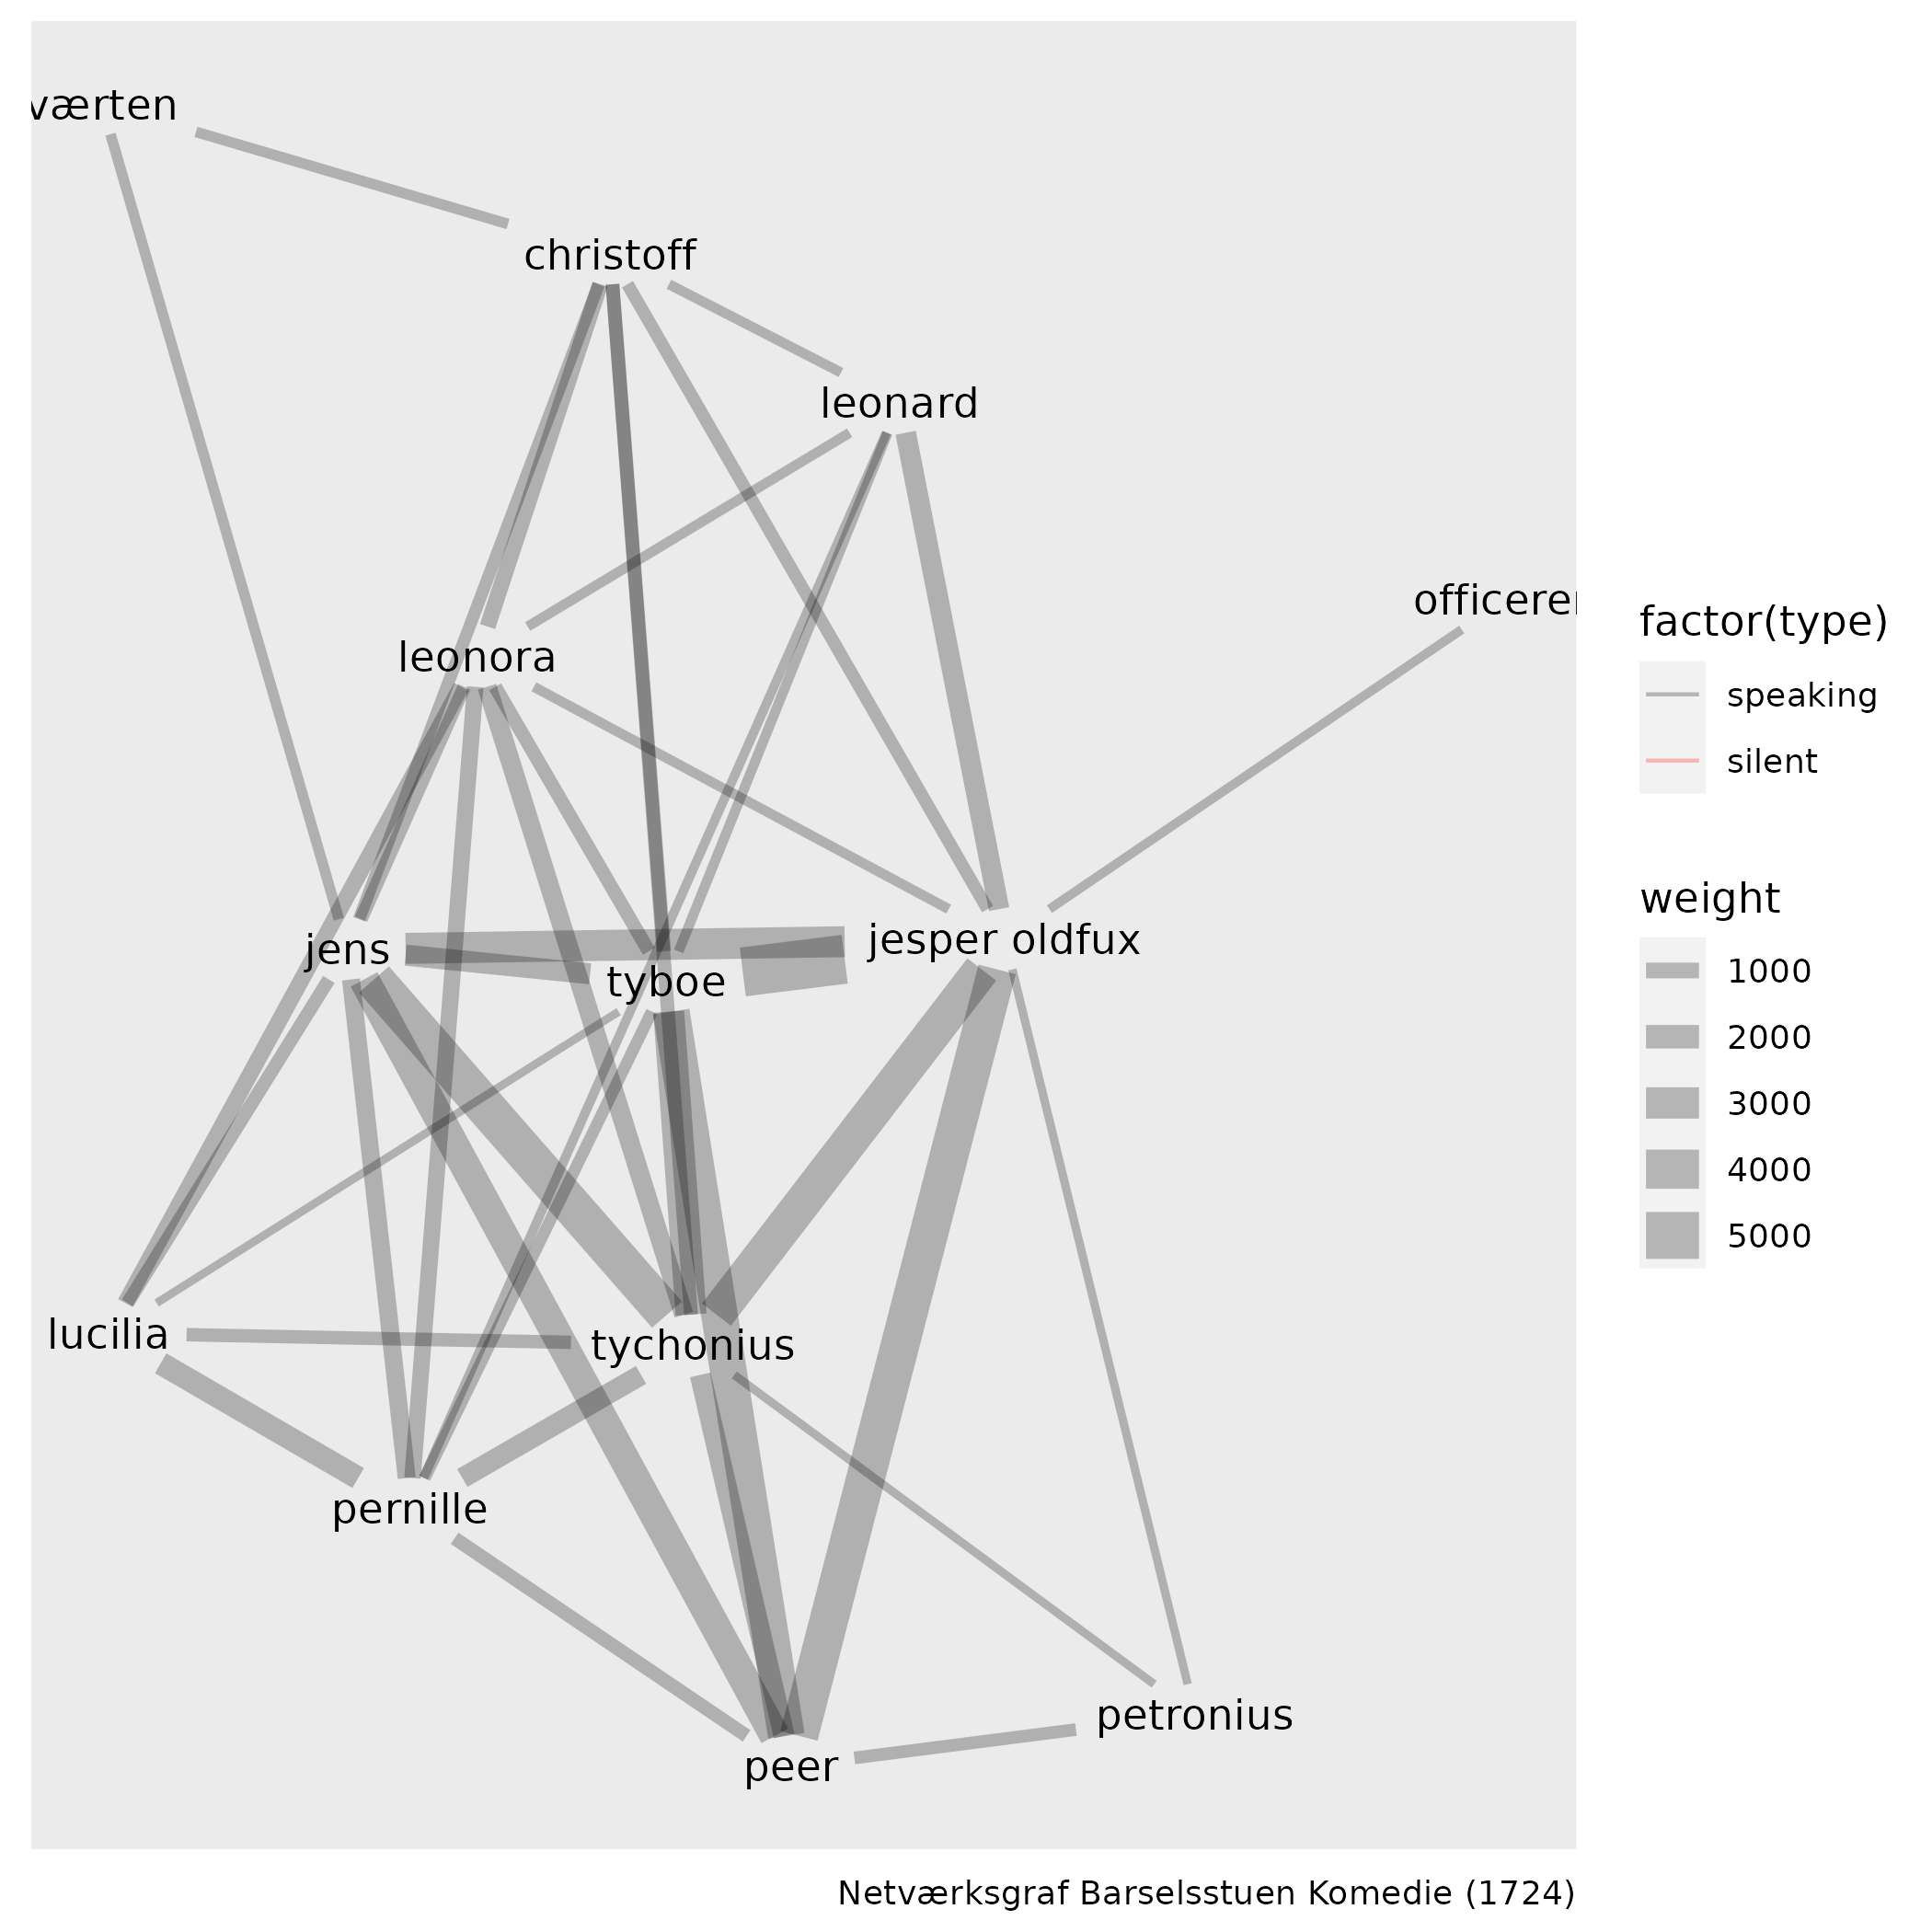 værten
christoff
leonard
officerer
leonora
jesper oldfux
jens
tyboe
lucilia
tychonius
pernille
petronius
peer
factor(type)
speaking
silent
weight
1000
2000
3000
4000
5000
Netværksgraf Barselsstuen Komedie (1724)